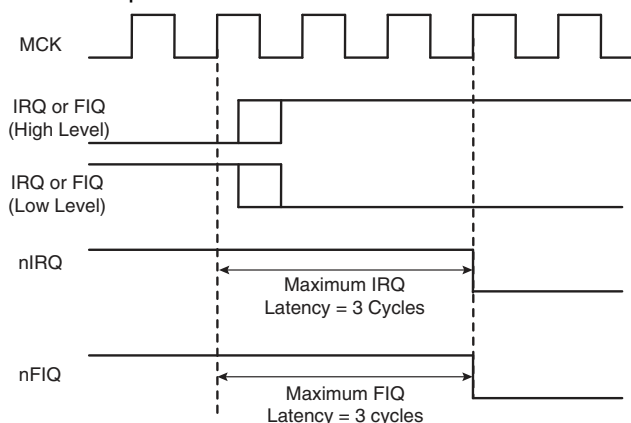 MCK
IRQ or FIQ
(High Level)
IRQ or FIQ
(Low Level)
nIRQ
Maximum IRQ
Latency = 3 Cycles
nFIQ
Maximum FIQ
Latency = 3 cycles